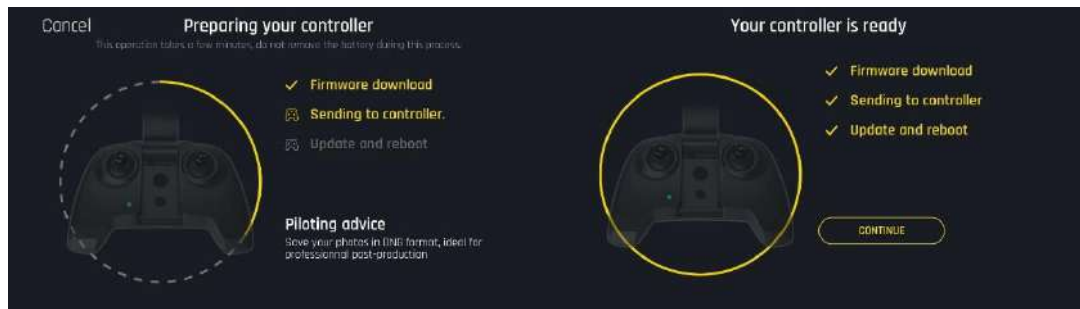 Cancel
Preparing your controller
This operation takes a few minutes, do not remove the battery during this process.
Firmware download
Sending to controller.
Update and reboot
Piloting advice
Save your photos in DNG format, ideal for
professionnal post-production
Your controller is ready
Firmware download
Sending to controller
Update and reboot
CONTINUE